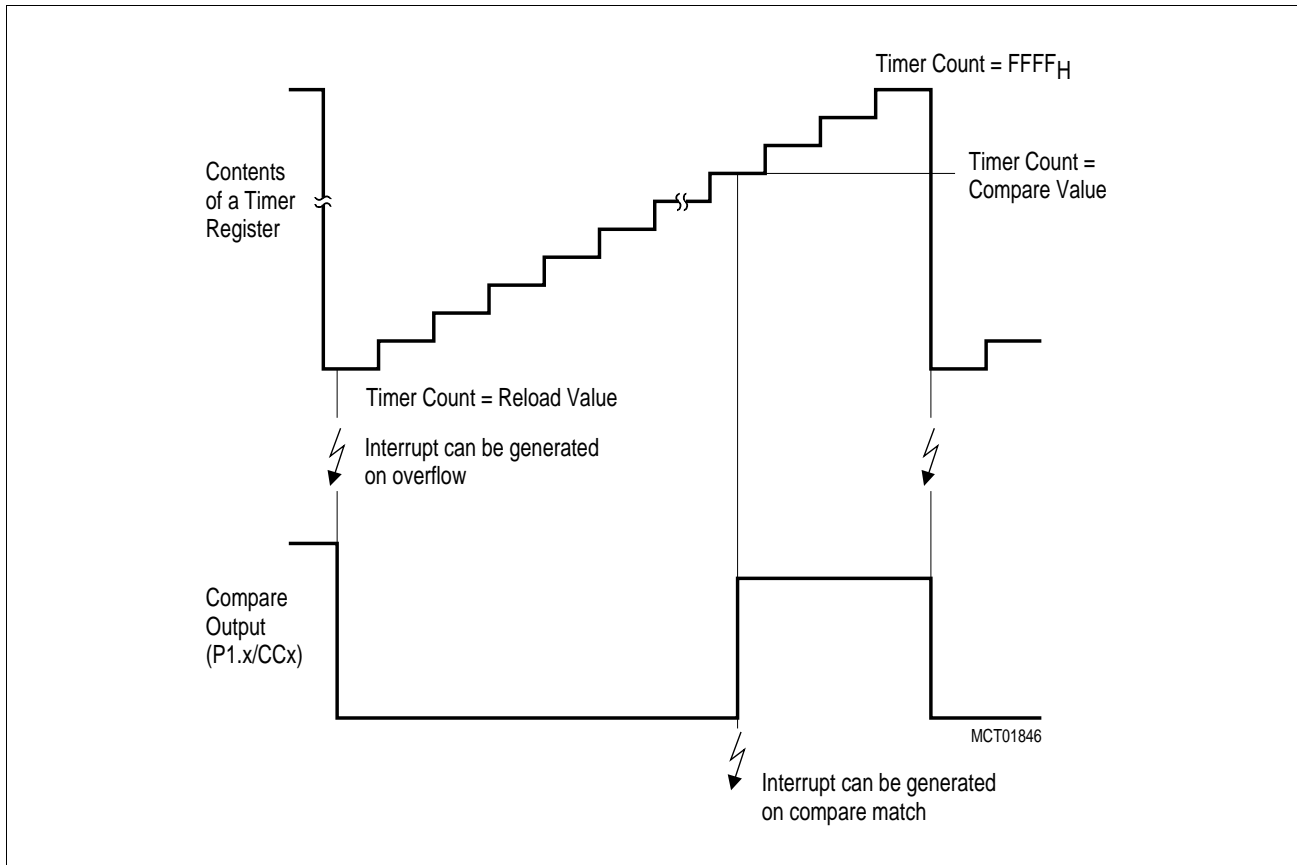 Timer Count = FFFFH
Contents
of a Timer
Register
Timer Count =
Compare Value
Timer Count = Reload Value
Interrupt can be generated
on overflow
Compare
Output
(P1.x/CCx)
MCT01846
Interrupt can be generated
on compare match